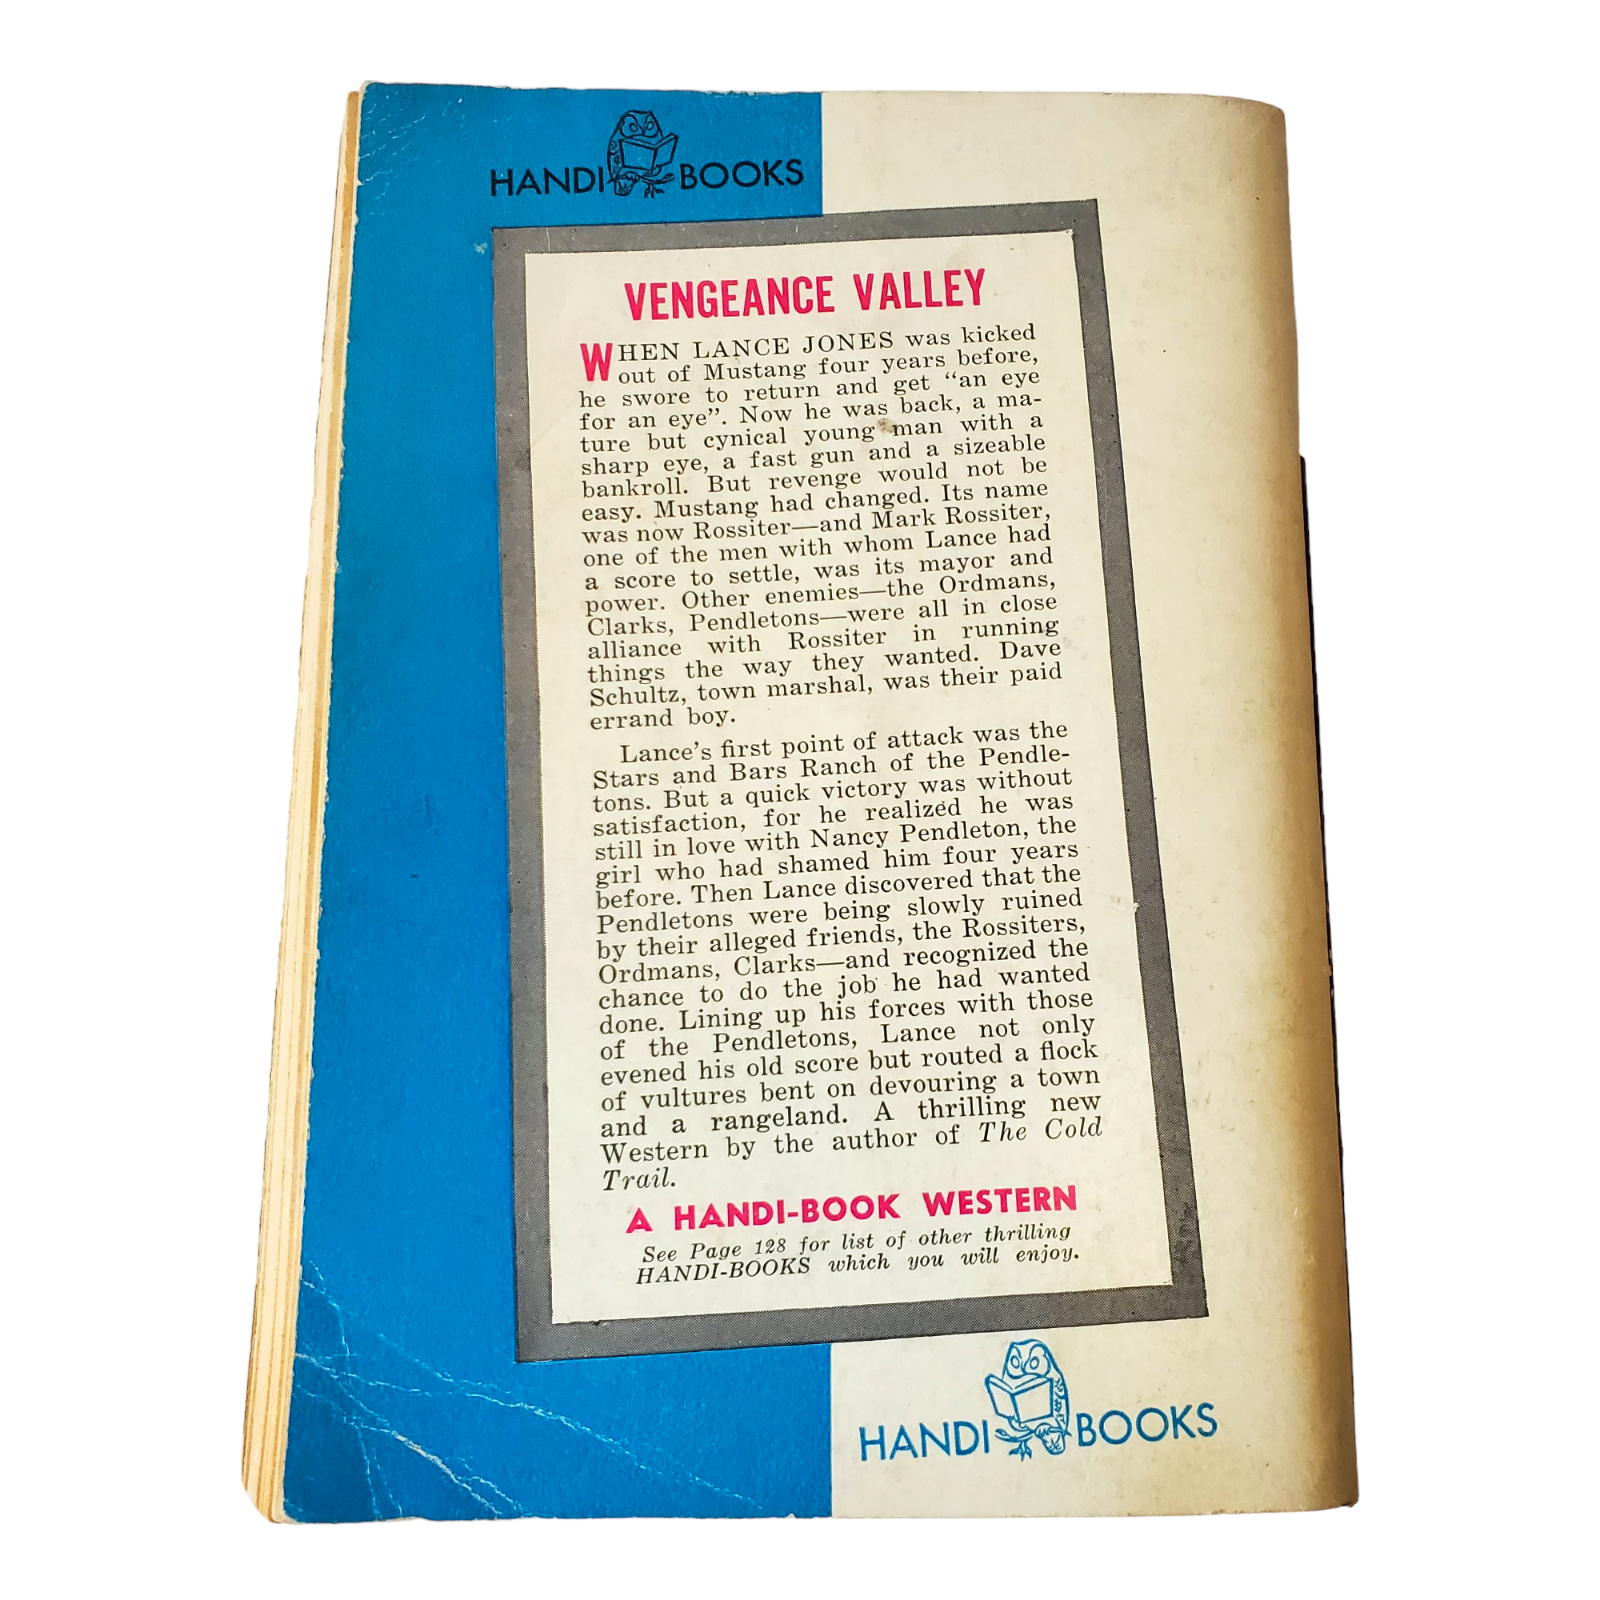 HANDI BOOKS
VENGEANCE VALLEY
WHEN LANCE JONES was kicked
out of Mustang four years before,
he swore to return and get “an eye
for an eye”. Now he was back, a ma-
ture but cynical young man with a
sharp eye, a fast gun and a sizeable
bankroll. But revenge would not be
easy. Mustang had changed. Its name
was now Rossiter—and Mark Rossiter,
one of the men with whom Lance had
a score to settle, was its mayor and
power. Other enemies—the Ordmans,
Clarks, Pendletons—were all in close
alliance with Rossiter in running
things the way they wanted. Dave
Schultz, town marshal, was their paid
errand boy.
Lance’s first point of attack was the
Stars and Bars Ranch of the Pendle-
tons. But a quick victory was without
satisfaction, for he realized he was
still in love with Nancy Pendleton, the
girl who had shamed him four years
before. Then Lance discovered that the
Pendletons were being slowly ruined
by their alleged friends, the Rossiters,
Ordmans, Clarks—and recognized the
chance to do the job he had wanted
done. Lining up his forces with those
of the Pendletons, Lance not only
evened his old score but routed a flock
of vultures bent on devouring a town
and a rangeland. A thrilling new
Western by the author of The Cold
Trail.
A HANDI-BOOK WESTERN
See Page 128 for list of other thrilling
HANDI-BOOKS which you will enjoy.
HANDI BOOKS